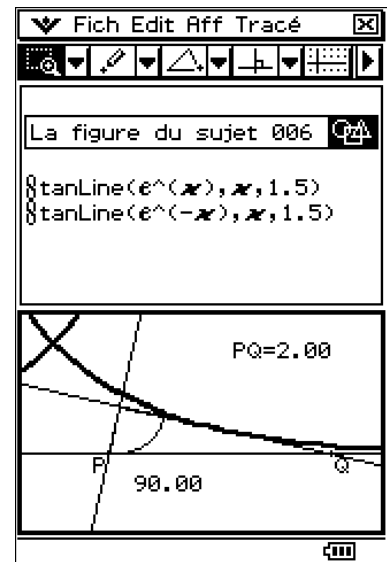 Fich Edit Aff Tracé
La figure du sujet 006
tanLine(e^(x),x,1.5)
tanLine(e^(-x),x,1.5)
PQ=2.00
P
Q
90.00